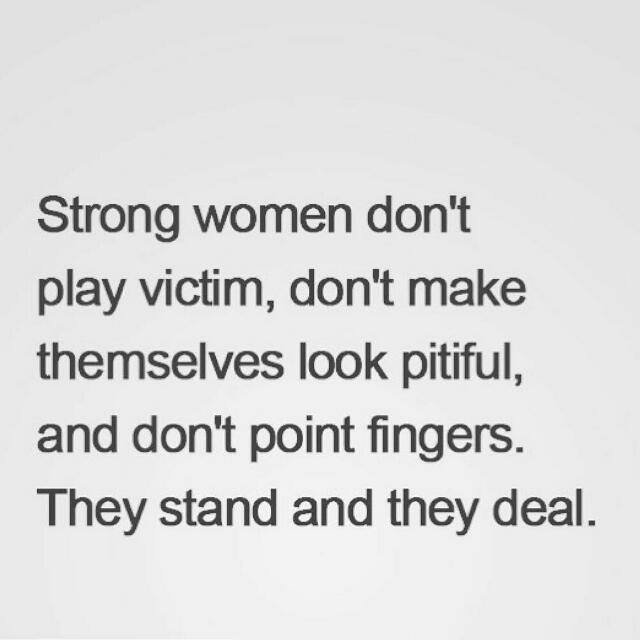 Strong women don't
play victim, don't make
themselves look pitiful,
and don't point fingers.
They stand and they deal.